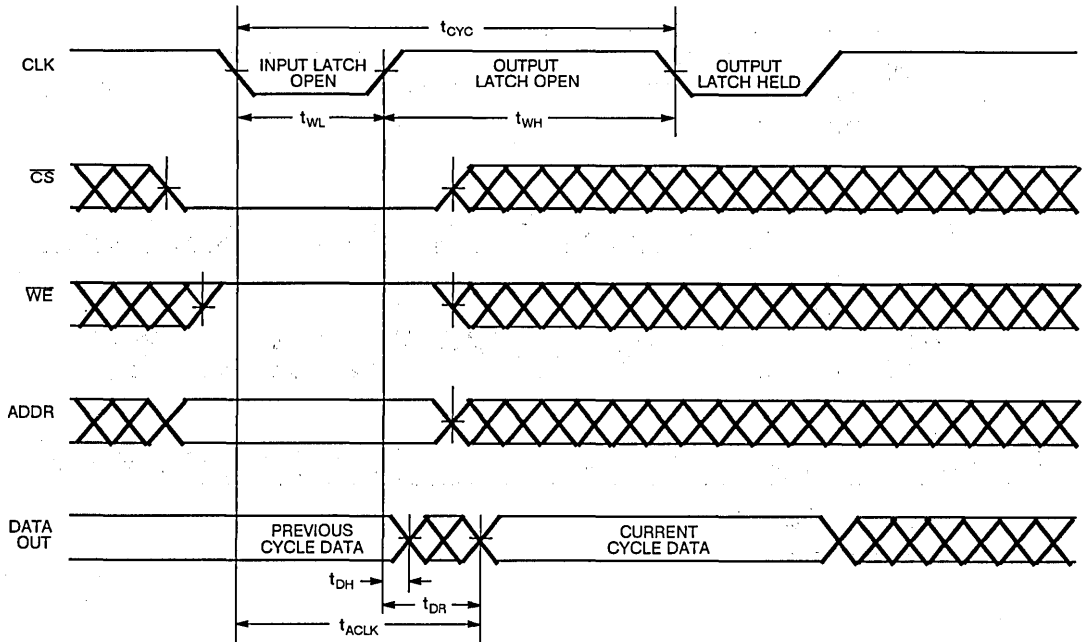 tCYC
CLK
INPUT LATCH
OPEN
OUTPUT
LATCH OPEN
OUTPUT
LATCH HELD
tWL
tWH
CS
WE
ADDR
DATA
OUT
PREVIOUS
CYCLE DATA
CURRENT
CYCLE DATA
tDH
tDR
tACLK